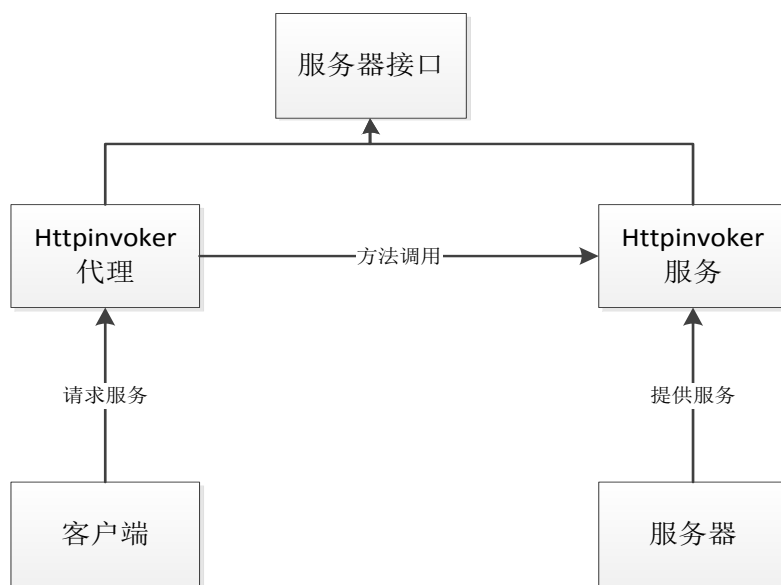 服务器接口
Httpinvoker
代理
方法调用
Httpinvoker
服务
请求服务
提供服务
客户端
服务器